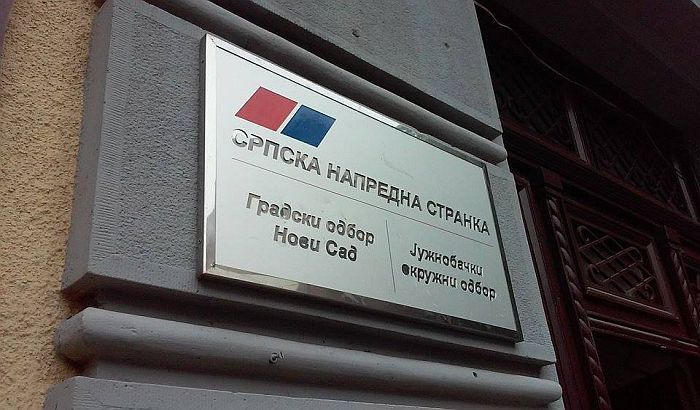 СРПСКА НАПРЕДНА СТРАНКА
Градски одбор
Нови Сад
Јужнобачки
окружни одбор